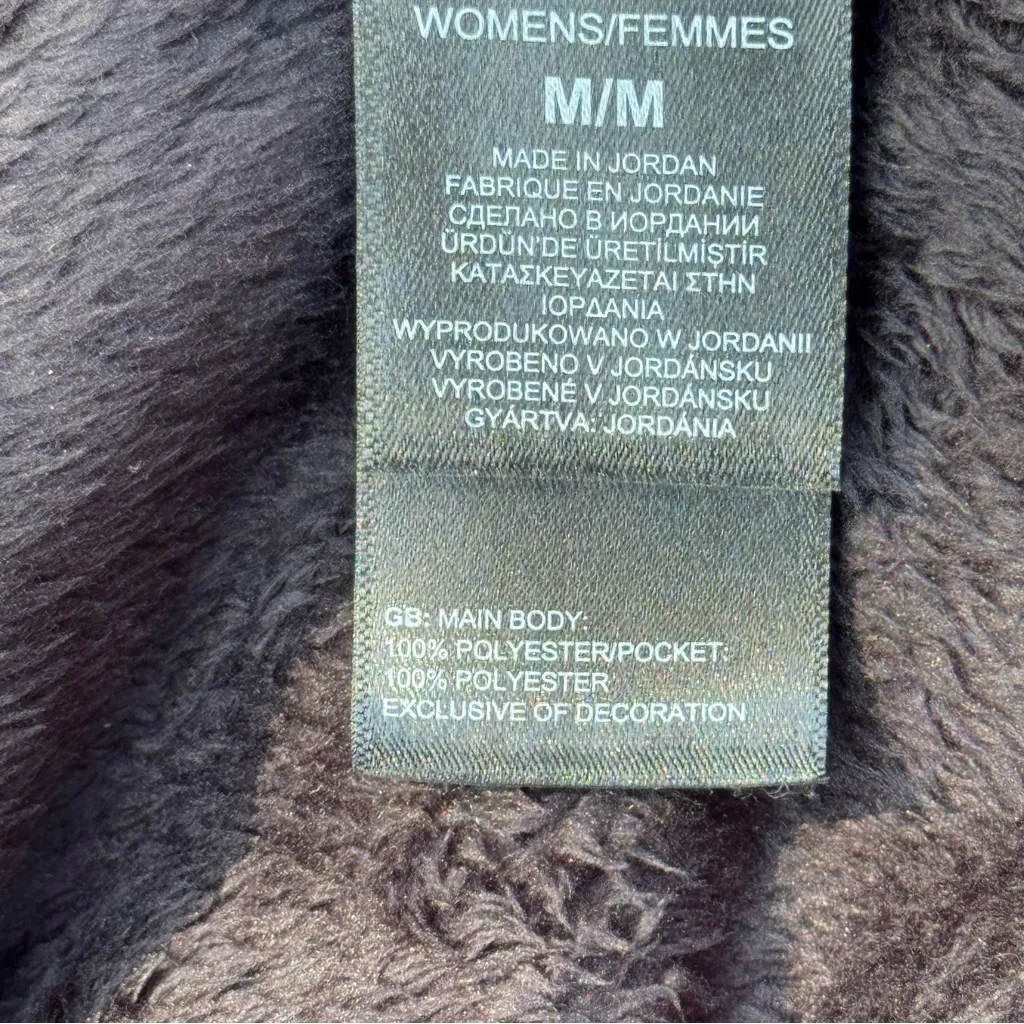 WOMENS/FEMMES
M/M
MADE IN JORDAN
FABRIQUE EN JORDANIE
СДЕЛАНО В ИОРДАНИИ
ÜRDÜN'DE ÜRETİLMİŞTİR
ΚΑΤΑΣΚΕΥΑΖΕΤΑΙ ΣΤΗΝ
ΙΟΡΔΑΝΙΑ
WYPRODUKOWANO W JORDANII
VYROBENO V JORDÁNSKU
VYROBENÉ V JORDÁNSKU
GYÁRTVA: JORDÁNIA
GB: MAIN BODY:
100% POLYESTER/POCKET:
100% POLYESTER
EXCLUSIVE OF DECORATION